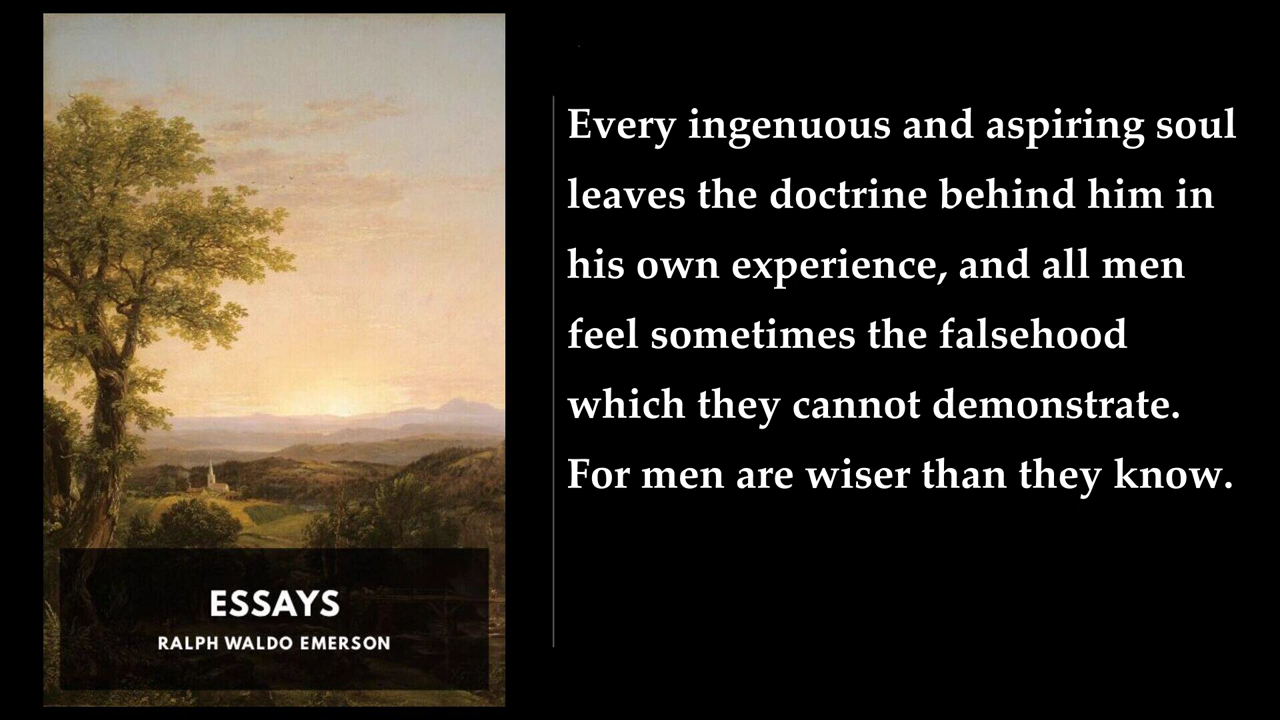 ESSAYS
RALPH WALDO EMERSON
Every ingenuous and aspiring soul
leaves the doctrine behind him in
his own experience, and all men
feel sometimes the falsehood
which they cannot demonstrate.
For men are wiser than they know.